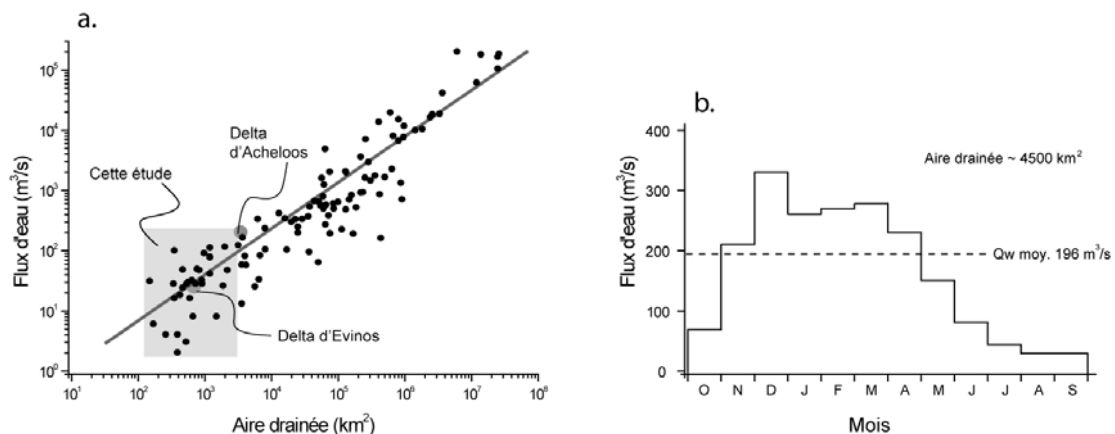 a.
Flux d'eau (m³/s)
10⁵
10⁴
10³
10²
10¹
10⁰
Cette étude
Delta
d'Acheloos
Delta d'Evinos
10¹ 10² 10³ 10⁴ 10⁵ 10⁶ 10⁷ 10⁸
Aire drainée (km²)
b.
Flux d'eau (m³/s)
400
300
200
100
0
Aire drainée ~ 4500 km²
Qw moy. 196 m³/s
O N D J F M A M J J A S
Mois